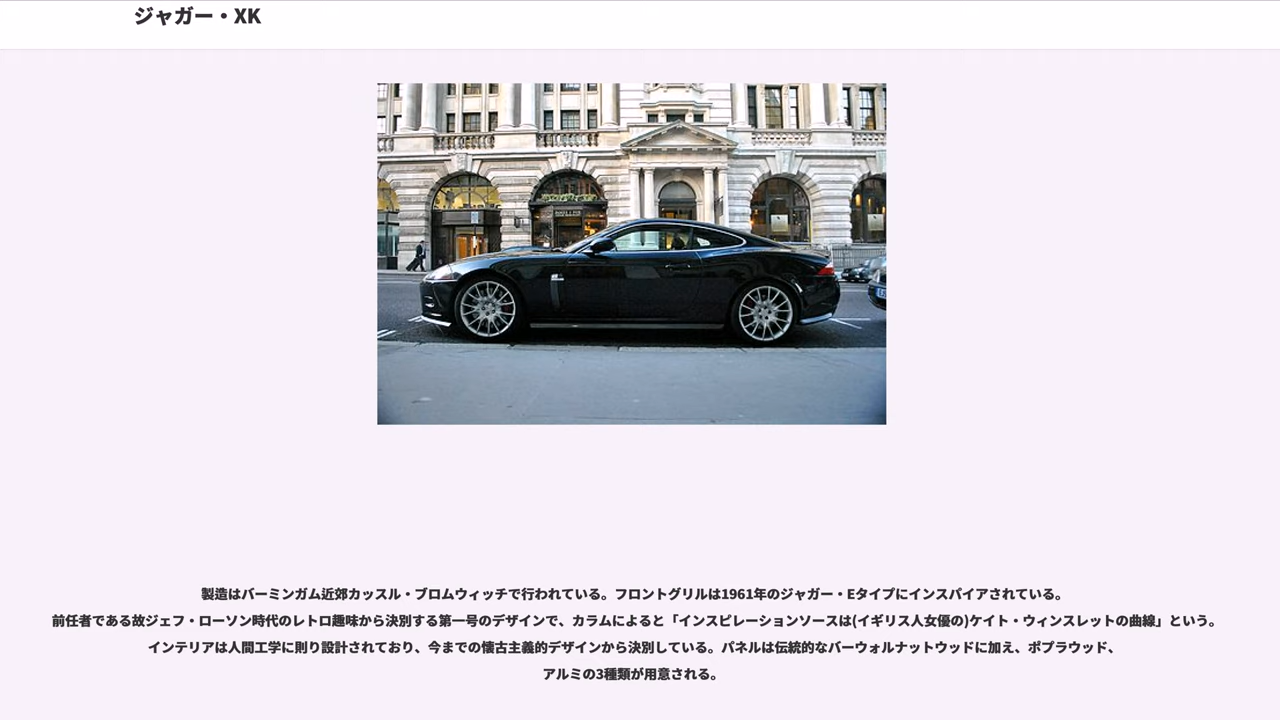 ジャガー・XK
製造はバーミンガム近郊カッスル・ブロムウィッチで行われている。フロントグリルは1961年のジャガー・Eタイプにインスパイアされている。
前任者である故ジェフ・ローソン時代のレトロ趣味から決別する第一号のデザインで、カラムによると「インスピレーションソースは(イギリス人女優の)ケイト・ウィンスレットの曲線」という。
インテリアは人間工学に則り設計されており、今までの懐古主義的デザインから決別している。パネルは伝統的なバーウォルナットウッドに加え、ポプラウッド、
アルミの3種類が用意される。